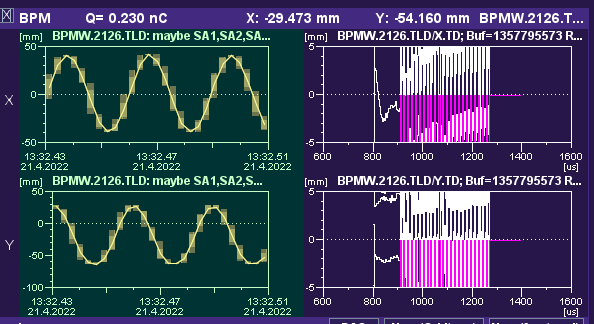 BPM Q= 0.230 nC X: -29.473 mm Y: -54.160 mm BPMW.2126.T...
[mm] BPMW.2126.TLD: maybe SA1,SA2,SA...
50
0
-50
X
13:32.43 13:32.47 13:32.51
21.4.2022 21.4.2022 21.4.2022
[mm] BPMW.2126.TLD/X.TD; Buf=1357795573 R...
5
0
-5
600 800 1000 1200 1400 1600
[us]
[mm] BPMW.2126.TLD: maybe SA1,SA2,S...
50
0
-50
-100
Y
13:32.43 13:32.47 13:32.51
21.4.2022 21.4.2022 21.4.2022
[mm] BPMW.2126.TLD/Y.TD; Buf=1357795573 R...
5
0
-5
600 800 1000 1200 1400 1600
[us]